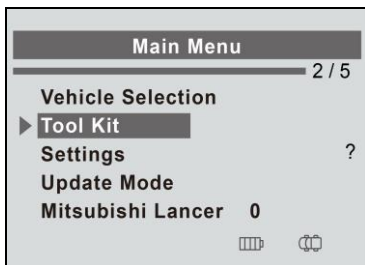 Main Menu
2 / 5
Vehicle Selection
Tool Kit
Settings ?
Update Mode
Mitsubishi Lancer 0